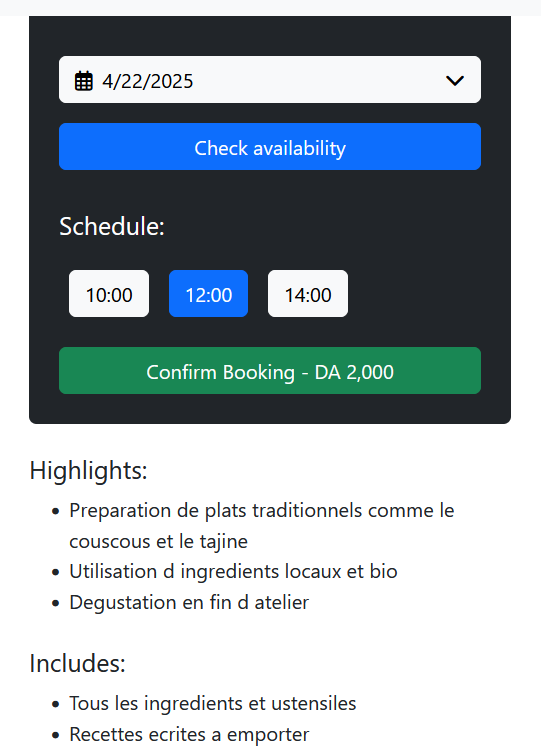 4/22/2025
Check availability
Schedule:
10:00 12:00 14:00
Confirm Booking - DA 2,000
Highlights:
• Preparation de plats traditionnels comme le
couscous et le tajine
• Utilisation d ingredients locaux et bio
• Degustation en fin d atelier
Includes:
• Tous les ingredients et ustensiles
• Recettes ecrites a emporter